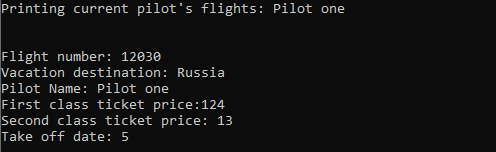 Printing current pilot's flights: Pilot one
Flight number: 12030
Vacation destination: Russia
Pilot Name: Pilot one
First class ticket price:124
Second class ticket price: 13
Take off date: 5